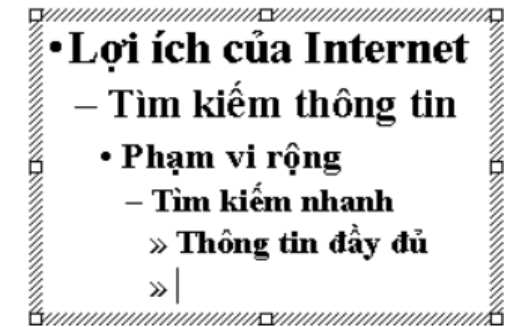 • Lợi ích của Internet
– Tìm kiếm thông tin
• Phạm vi rộng
– Tìm kiếm nhanh
» Thông tin đầy đủ
»